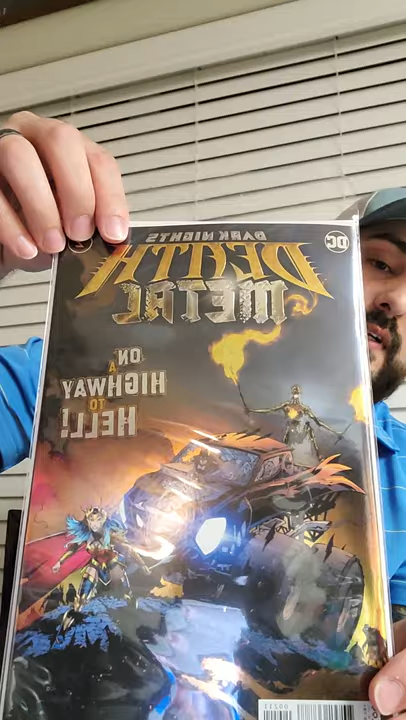 DC
DARK NIGHTS
DEATH
METAL
ON
A
HIGHWAY
TO
HELL!